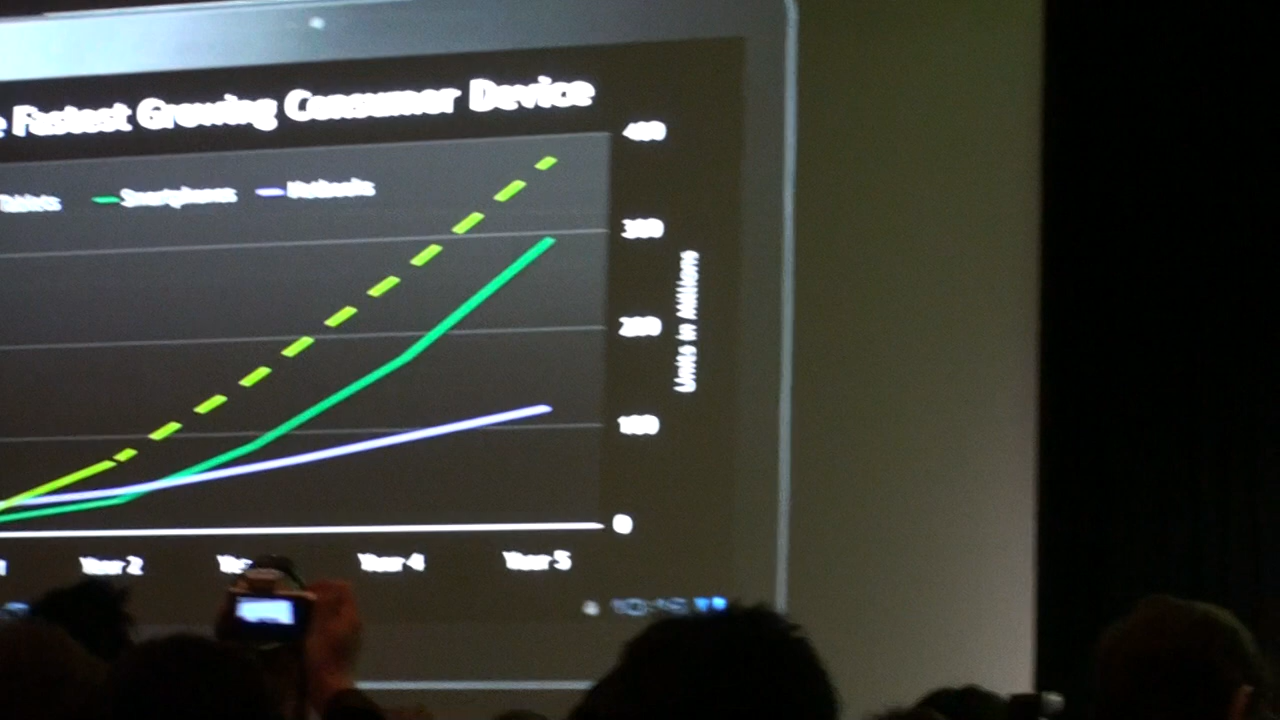 Fastest Growing Consumer Device
400
Tablets Smartphones Netbooks
300
200
Units in Millions
100
0
Year 2 Year 4 Year 5